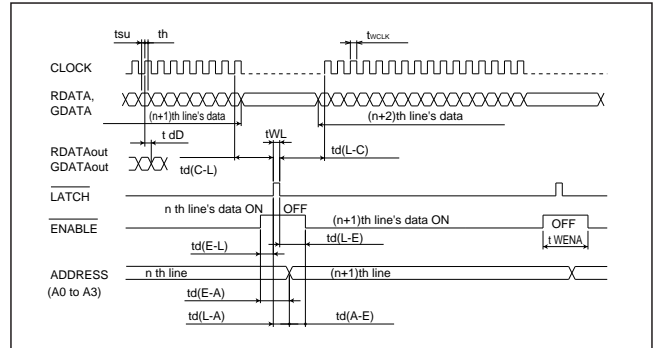 tsu th tWCLK
CLOCK
RDATA,
GDATA
(n+1)th line's data (n+2)th line's data
t dD tWL
RDATAout
GDATAout
td(C-L) td(L-C)
LATCH
n th line's data ON OFF (n+1)th line's data ON OFF
ENABLE
td(L-E) t WENA
td(E-L)
ADDRESS n th line (n+1)th line
(A0 to A3)
td(E-A)
td(L-A) td(A-E)